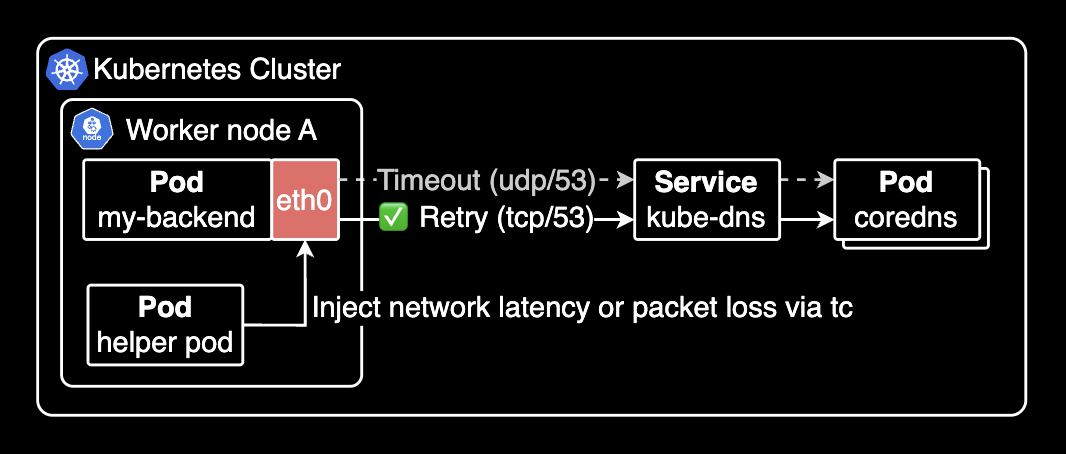 Kubernetes Cluster
node
Worker node A
Pod
my-backend
eth0
Timeout (udp/53)
✅ Retry (tcp/53)
Service
kube-dns
Pod
coredns
Pod
helper pod
Inject network latency or packet loss via tc